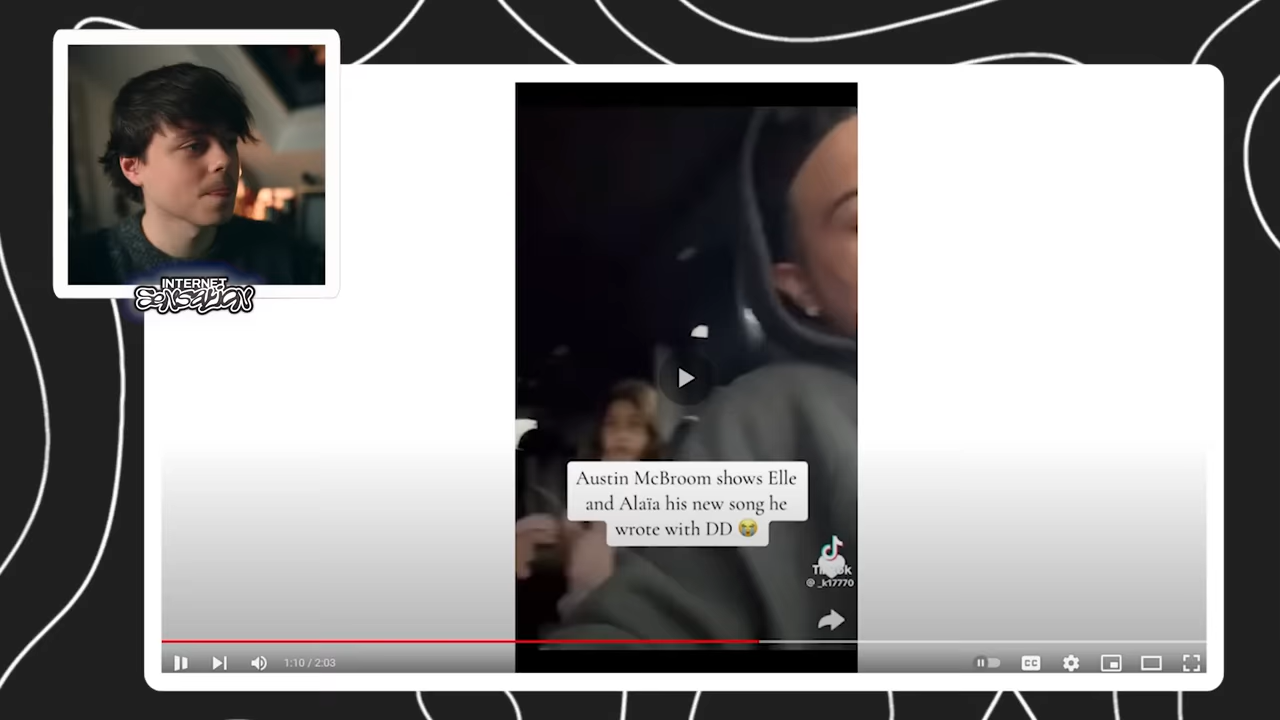 INTERNET
SENSATION
Austin McBroom shows Elle
and Alaïa his new song he
wrote with DD 😭
TikTok
@_k17770
1:10 / 2:03
CC